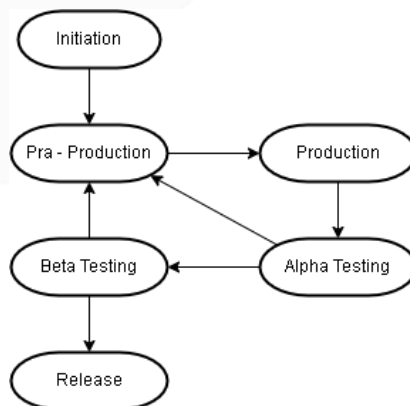 Initiation
Pra - Production
Production
Beta Testing
Alpha Testing
Release